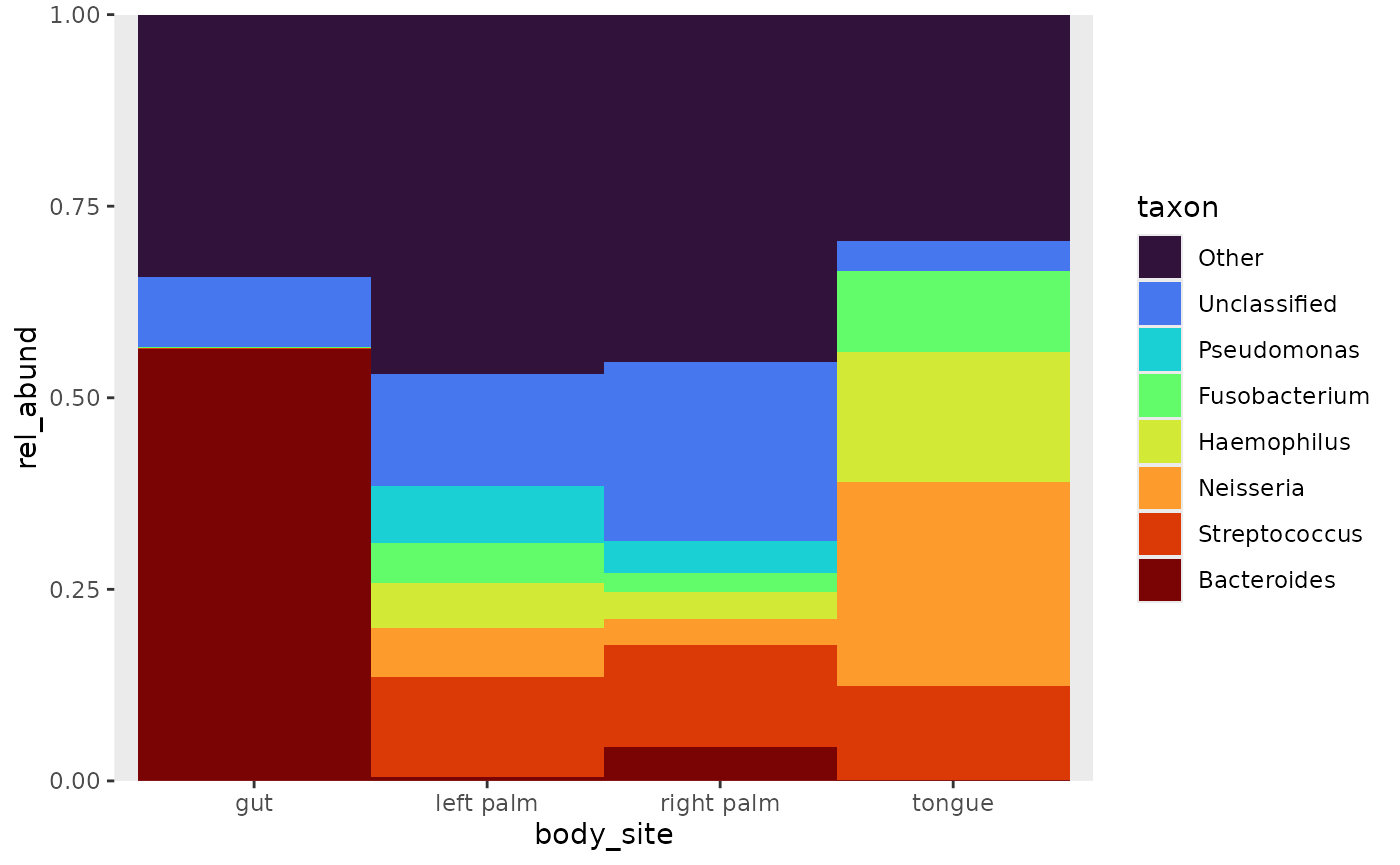 1.00
0.75
0.50
0.25
0.00
rel_abund
gut
left palm
right palm
tongue
body_site
taxon
Other
Unclassified
Pseudomonas
Fusobacterium
Haemophilus
Neisseria
Streptococcus
Bacteroides